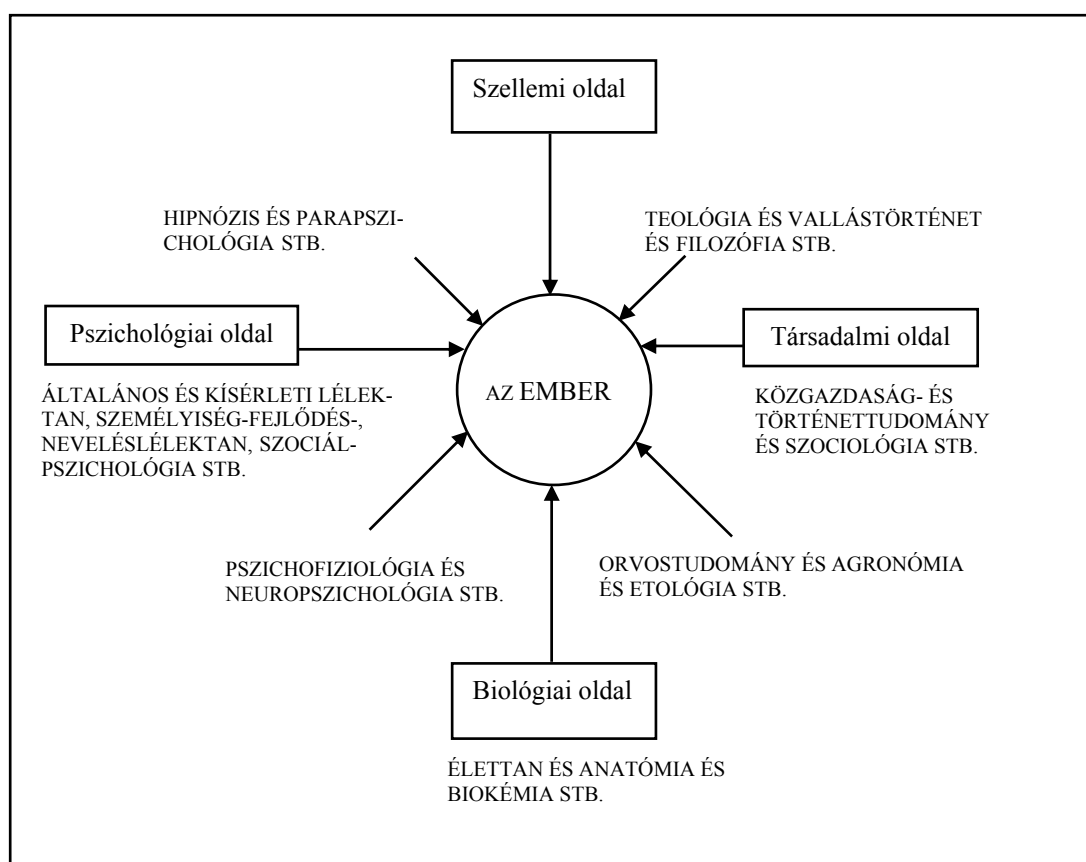 Szellemi oldal
HIPNÓZIS ÉS PARAPSZI-
CHOLÓGIA STB.
TEOLÓGIA ÉS VALLÁSTÖRTÉNET
ÉS FILOZÓFIA STB.
Pszichológiai oldal
Társadalmi oldal
ÁLTALÁNOS ÉS KÍSÉRLETI LÉLEK-
TAN, SZEMÉLYISÉG-FEJLŐDÉS-,
NEVELÉSLÉLEKTAN, SZOCIÁL-
PSZICHOLÓGIA STB.
AZ EMBER
KÖZGAZDASÁG- ÉS
TÖRTÉNETTUDOMÁNY
ÉS SZOCIOLÓGIA STB.
PSZICHOFIZIOLÓGIA ÉS
NEUROPSZICHOLÓGIA STB.
ORVOSTUDOMÁNY ÉS AGRONÓMIA
ÉS ETOLÓGIA STB.
Biológiai oldal
ÉLETTAN ÉS ANATÓMIA ÉS
BIOKÉMIA STB.